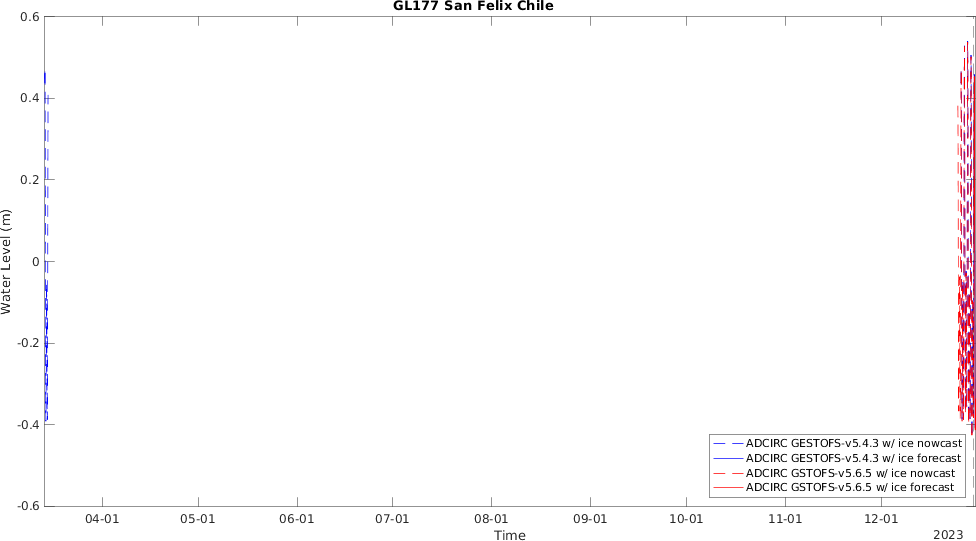 GL177 San Felix Chile
0.6
0.4
0.2
0
-0.2
-0.4
-0.6
Water Level (m)
ADCIRC GESTOFS-v5.4.3 w/ ice nowcast
ADCIRC GESTOFS-v5.4.3 w/ ice forecast
ADCIRC GSTOFS-v5.6.5 w/ ice nowcast
ADCIRC GSTOFS-v5.6.5 w/ ice forecast
04-01 05-01 06-01 07-01 08-01 09-01 10-01 11-01 12-01
Time
2023